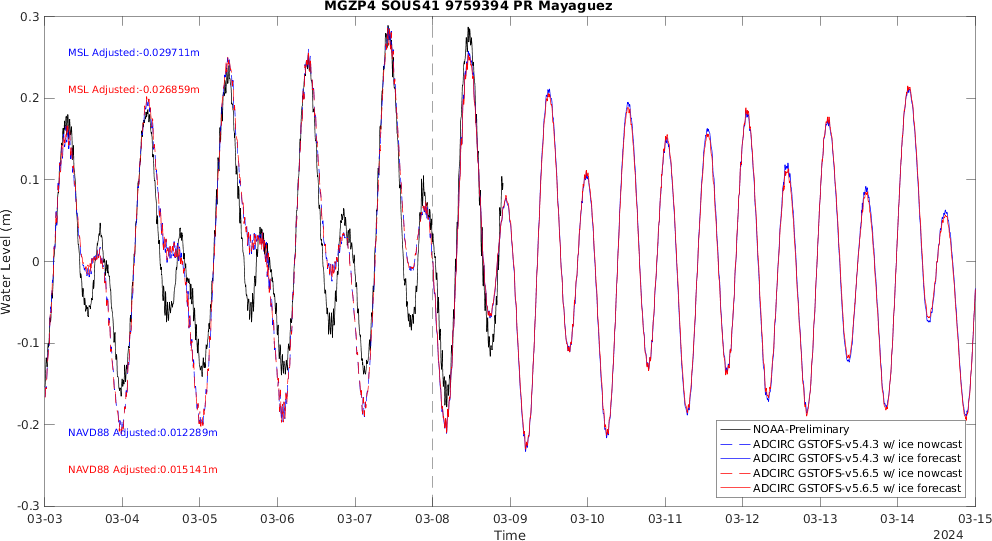 MGZP4 SOUS41 9759394 PR Mayaguez
0.3
MSL Adjusted:-0.029711m
MSL Adjusted:-0.026859m
0.2
0.1
0
-0.1
-0.2
-0.3
Water Level (m)
NAVD88 Adjusted:0.012289m
NAVD88 Adjusted:0.015141m
NOAA-Preliminary
ADCIRC GSTOFS-v5.4.3 w/ ice nowcast
ADCIRC GSTOFS-v5.4.3 w/ ice forecast
ADCIRC GSTOFS-v5.6.5 w/ ice nowcast
ADCIRC GSTOFS-v5.6.5 w/ ice forecast
03-03 03-04 03-05 03-06 03-07 03-08 03-09 03-10 03-11 03-12 03-13 03-14 03-15
Time
2024